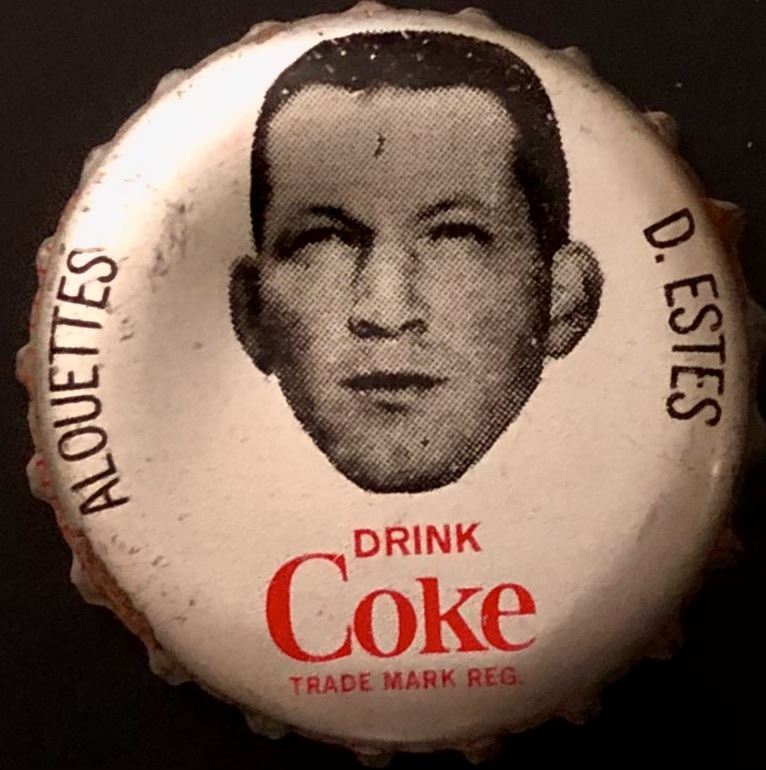 ALOUETTES
D. ESTES
DRINK
Coke
TRADE MARK REG.